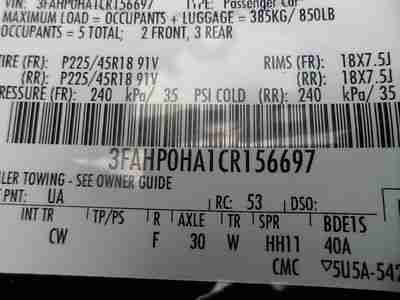 VIN: 3FAHP0HA1CR156697 TYPE: Passenger Car
MAXIMUM LOAD = OCCUPANTS + LUGGAGE = 385KG/ 850LB
OCCUPANTS = 5 TOTAL; 2 FRONT, 3 REAR
TIRE (FR): P225/45R18 91V RIMS (FR): 18X7.5J
(RR): P225/45R18 91V (RR): 18X7.5J
PRESSURE (FR): 240 kPa/ 35 PSI COLD (RR): 240 kPa/ 35
3FAHP0HA1CR156697
TOWING - SEE OWNER GUIDE
PNT: UA RC: 53 DSO:
INT TR TP/PS R AXLE TR SPR BDE1S
CW F 30 W HH11 40A
CMC ▽5U5A-542